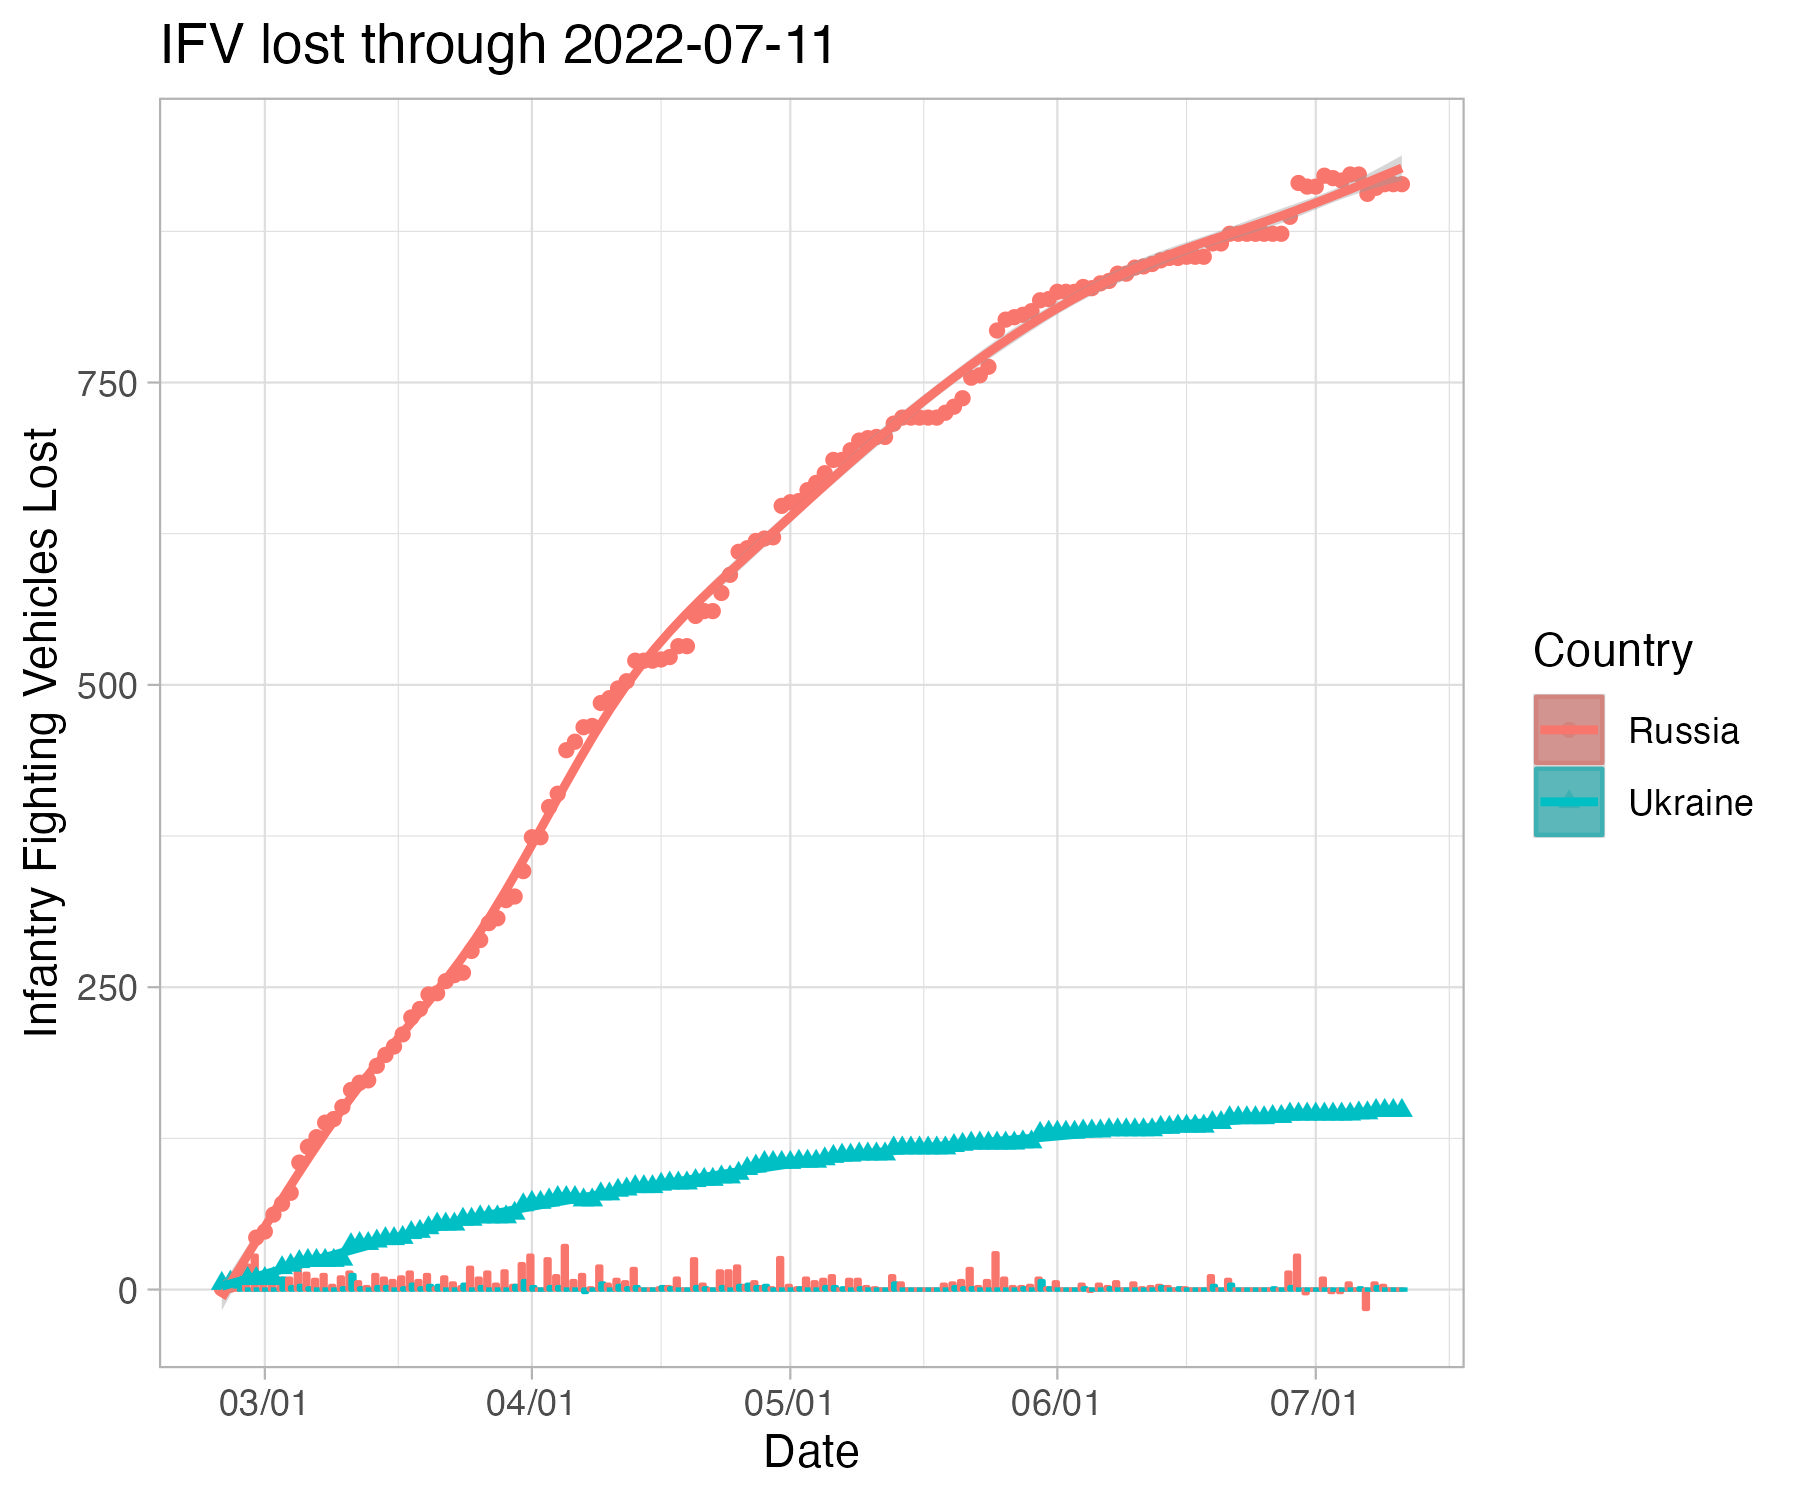 IFV lost through 2022-07-11
Infantry Fighting Vehicles Lost
750
500
250
0
03/01
04/01
05/01
06/01
07/01
Date
Country
Russia
Ukraine